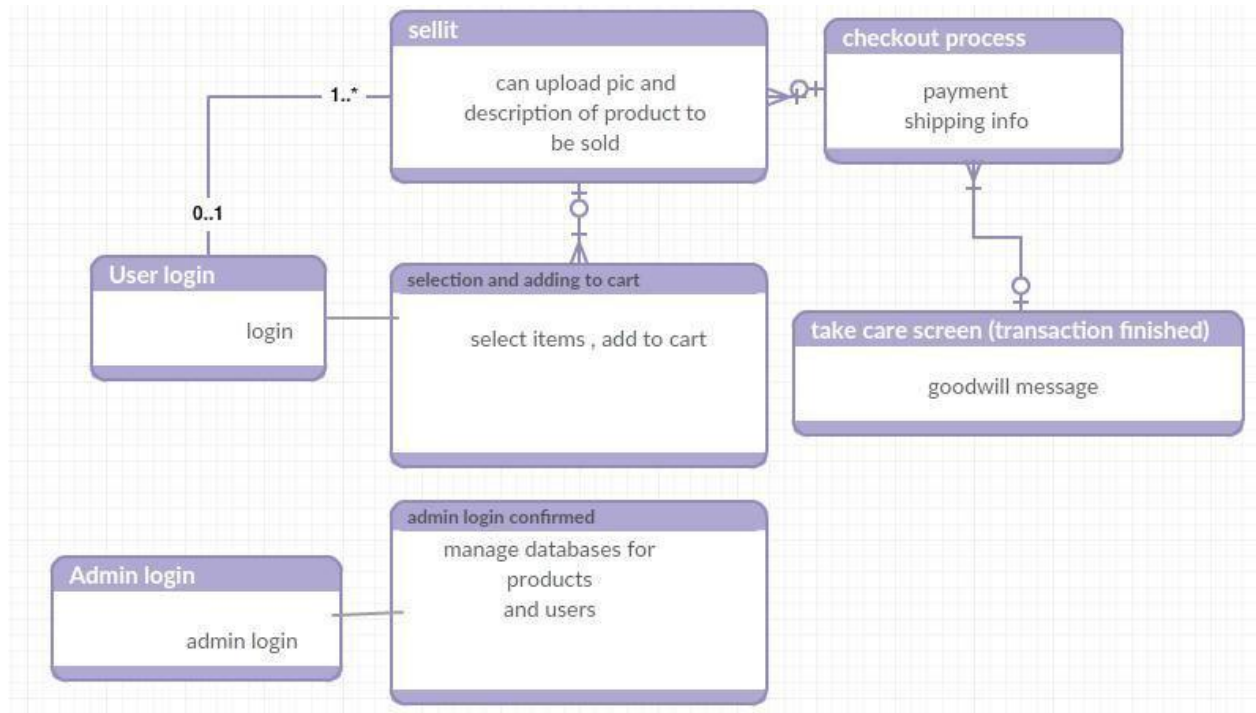 sellit
can upload pic and
description of product to
be sold
checkout process
payment
shipping info
1..*
0..1
User login
login
selection and adding to cart
select items , add to cart
take care screen (transaction finished)
goodwill message
admin login confirmed
manage databases for
products
and users
Admin login
admin login